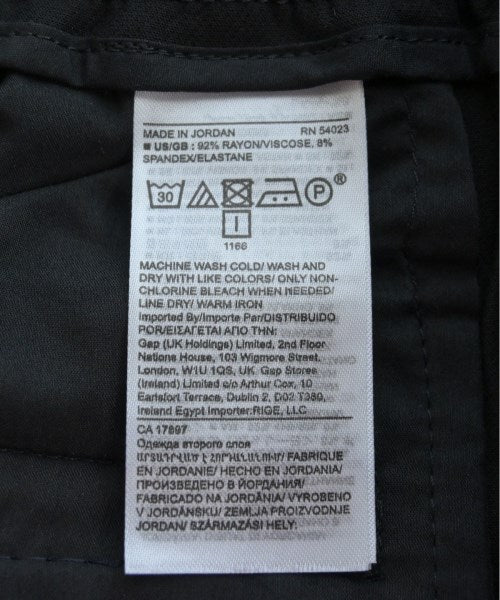 MADE IN JORDAN RN 54023
■ US/GB : 92% RAYON/VISCOSE, 8%
SPANDEX/ELASTANE
30 P ®
1166
MACHINE WASH COLD/ WASH AND
DRY WITH LIKE COLORS/ ONLY NON-
CHLORINE BLEACH WHEN NEEDED/
LINE DRY/ WARM IRON
Imported By/Importe Par/DISTRIBUIDO
POR/ΕΙΣΑΓΕΤΑΙ ΑΠΟ ΤΗΝ:
Gap (UK Holdings) Limited, 2nd Floor
Nations House, 103 Wigmore Street,
London, W1U 1QS, UK. Gap Stores
(Ireland) Limited c/o Arthur Cox, 10
Earlsfort Terrace, Dublin 2, D02 T380,
Ireland Egypt Importer:RIGE, LLC
CA 17897
Одежда второго слоя
ԱՐՏԱԴՐՎԱԾ Է ՀՈՐԴԱՆԱՆՈՒՄ/ FABRIQUE
EN JORDANIE/ HECHO EN JORDANIA/
ПРОИЗВЕДЕНО В ЙОРДАНИЯ/
FABRICADO NA JORDÂNIA/ VYROBENO
V JORDÁNSKU/ ZEMLJA PROIZVODNJE
JORDAN/ SZÁRMAZÁSI HELY: